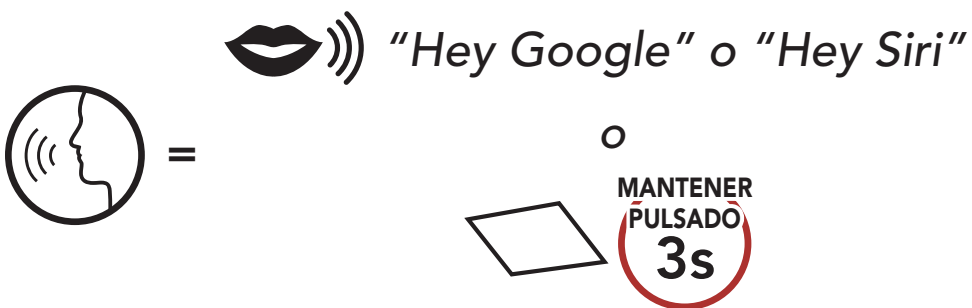 “Hey Google” o “Hey Siri”
=
o
MANTENER
PULSADO
3s